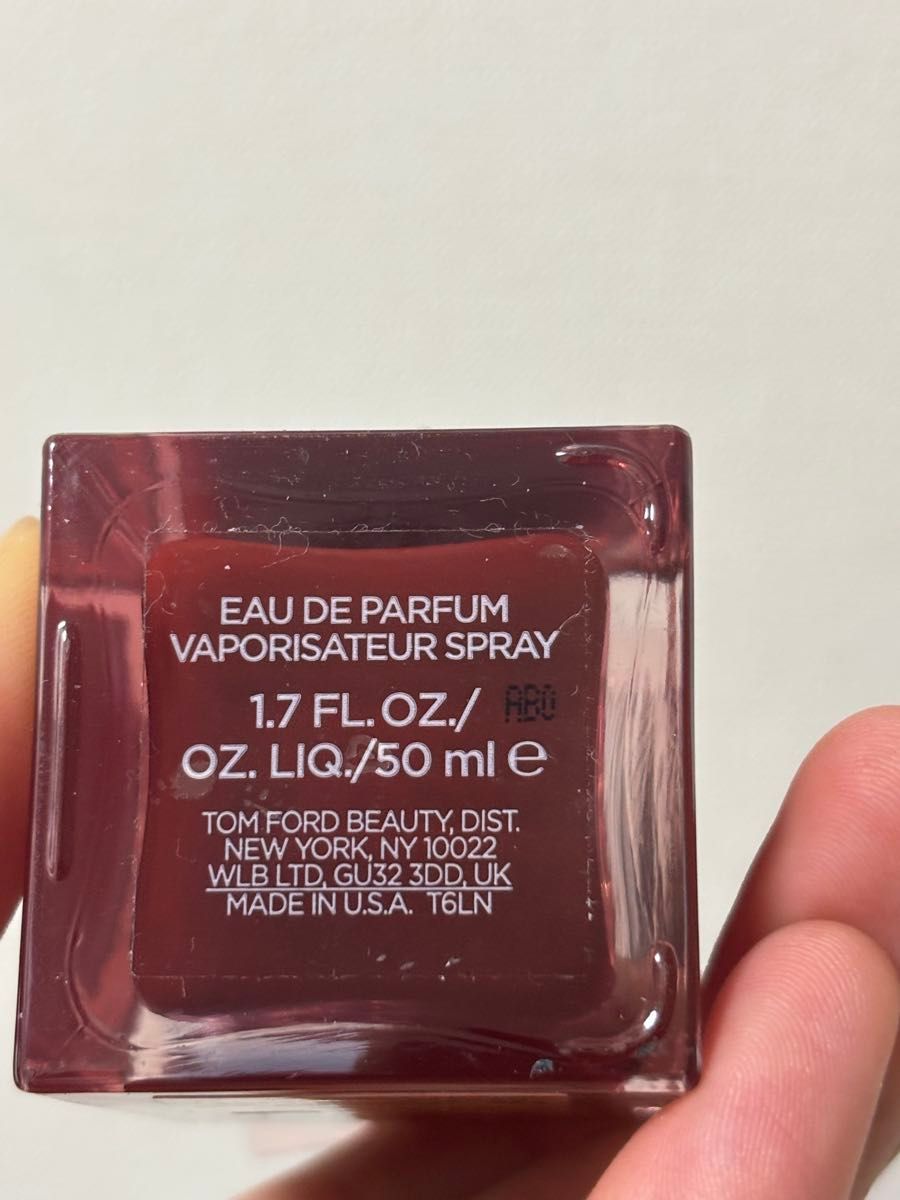 EAU DE PARFUM
VAPORISATEUR SPRAY
1.7 FL. OZ./
AB0
OZ. LIQ./50 ml e
TOM FORD BEAUTY, DIST.
NEW YORK, NY 10022
WLB LTD, GU32 3DD, UK
MADE IN U.S.A. T6LN